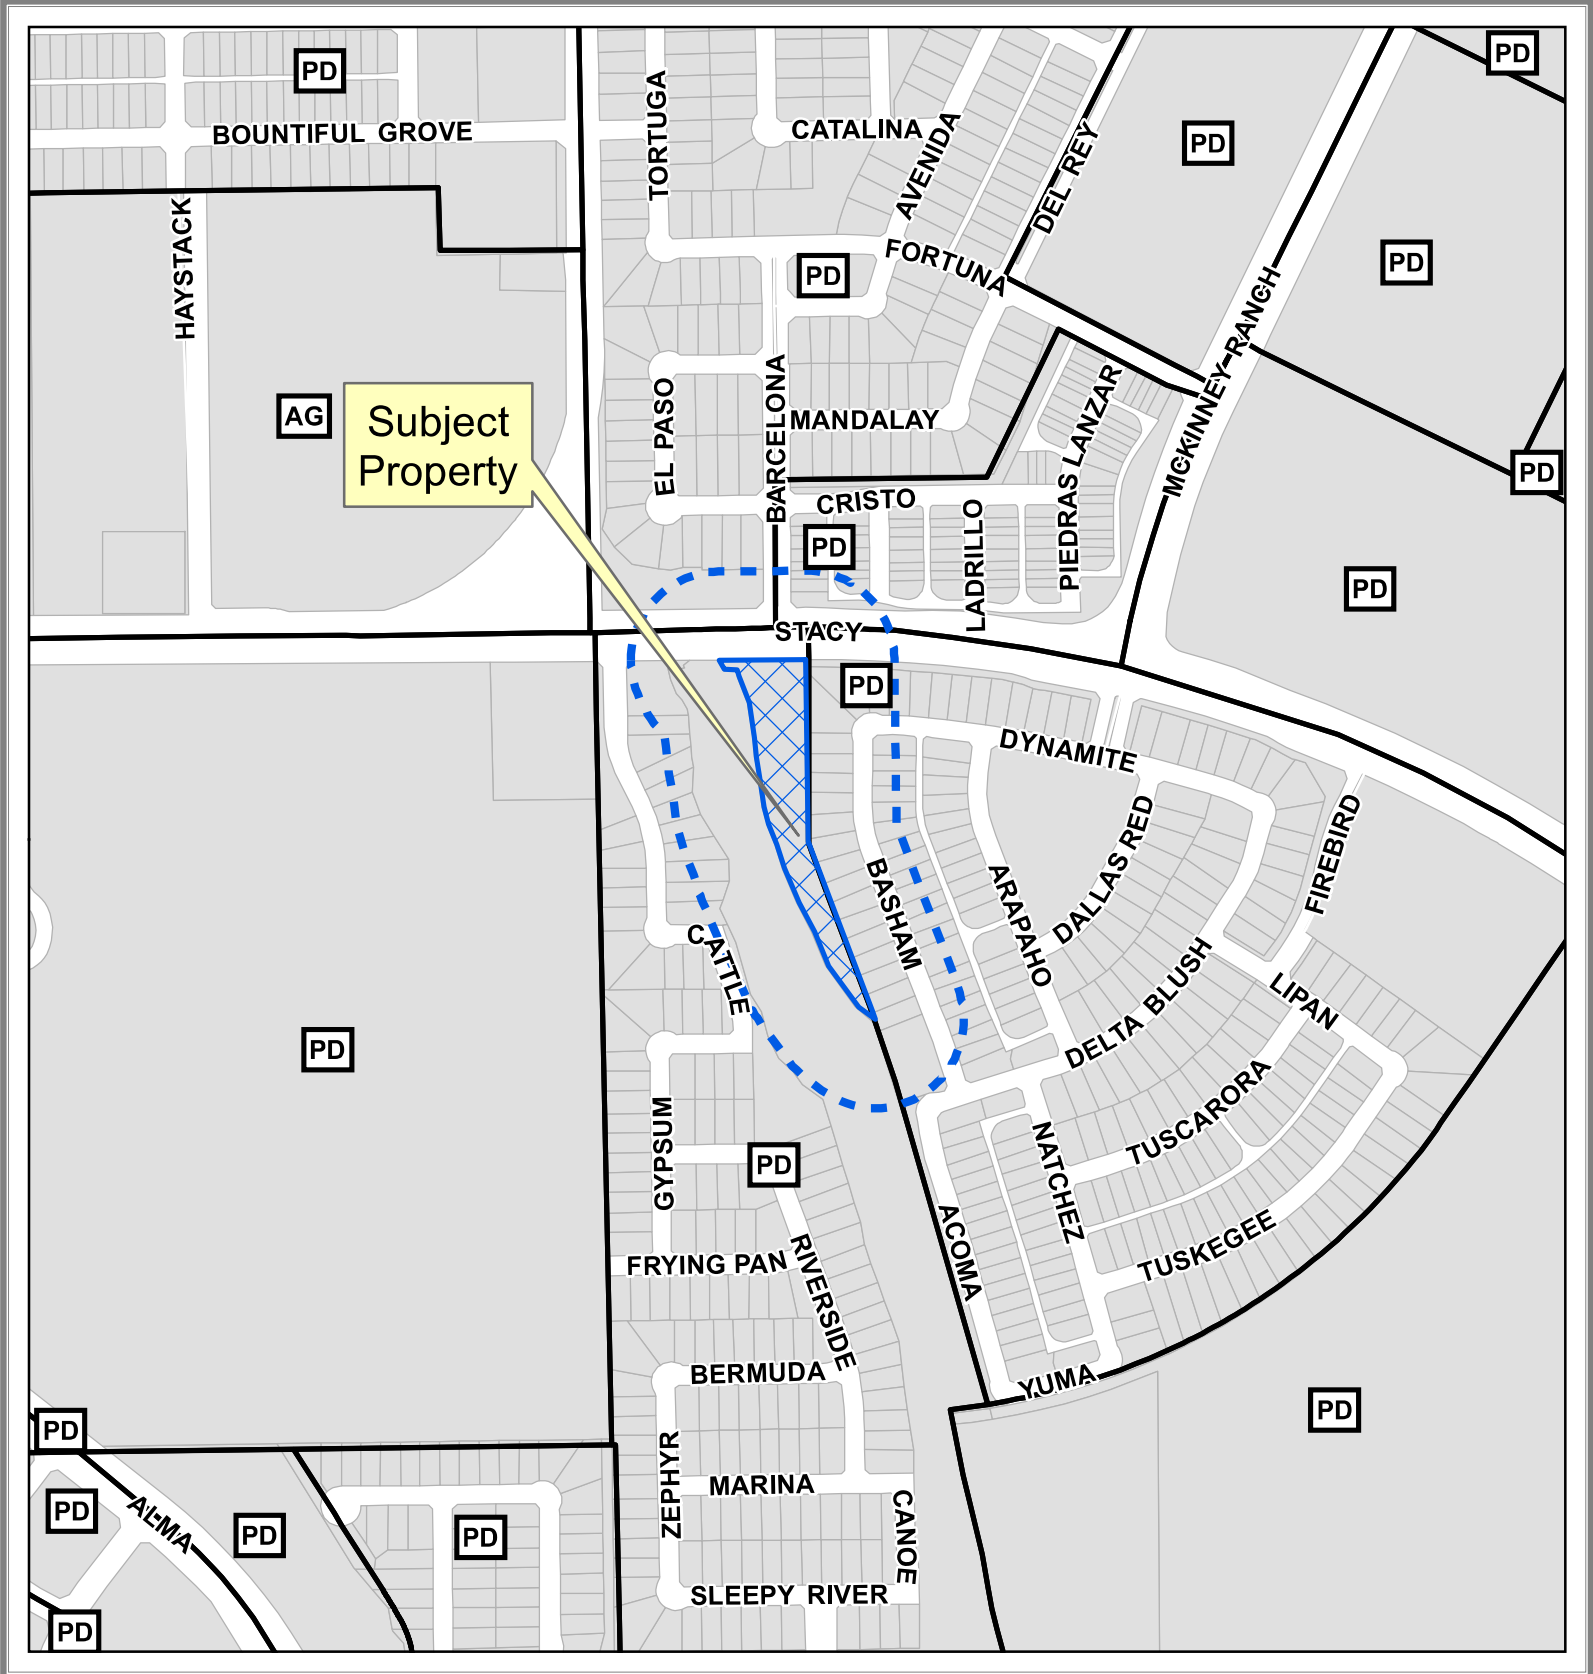 PD
PD
TORTUGA
BOUNTIFUL GROVE
CATALINA
AVENIDA
DEL REY
PD
HAYSTACK
FORTUNA
PD
PD
MCKINNEY RANCH
AG
Subject
Property
EL PASO
BARCELONA
MANDALAY
PIEDRAS LANZAR
PD
CRISTO
LADRILLO
PD
PD
STACY
PD
DYNAMITE
DALLAS RED
FIREBIRD
BASHAM
ARAPAHO
CATTLE
DELTA BLUSH
LIPAN
PD
GYPSUM
PD
NATCHEZ
TUSCARORA
ACOMA
TUSKEGEE
FRYING PAN
RIVERSIDE
BERMUDA
YUMA
PD
PD
ZEPHYR
MARINA
CANOE
PD
ALMA
PD
PD
SLEEPY RIVER
PD